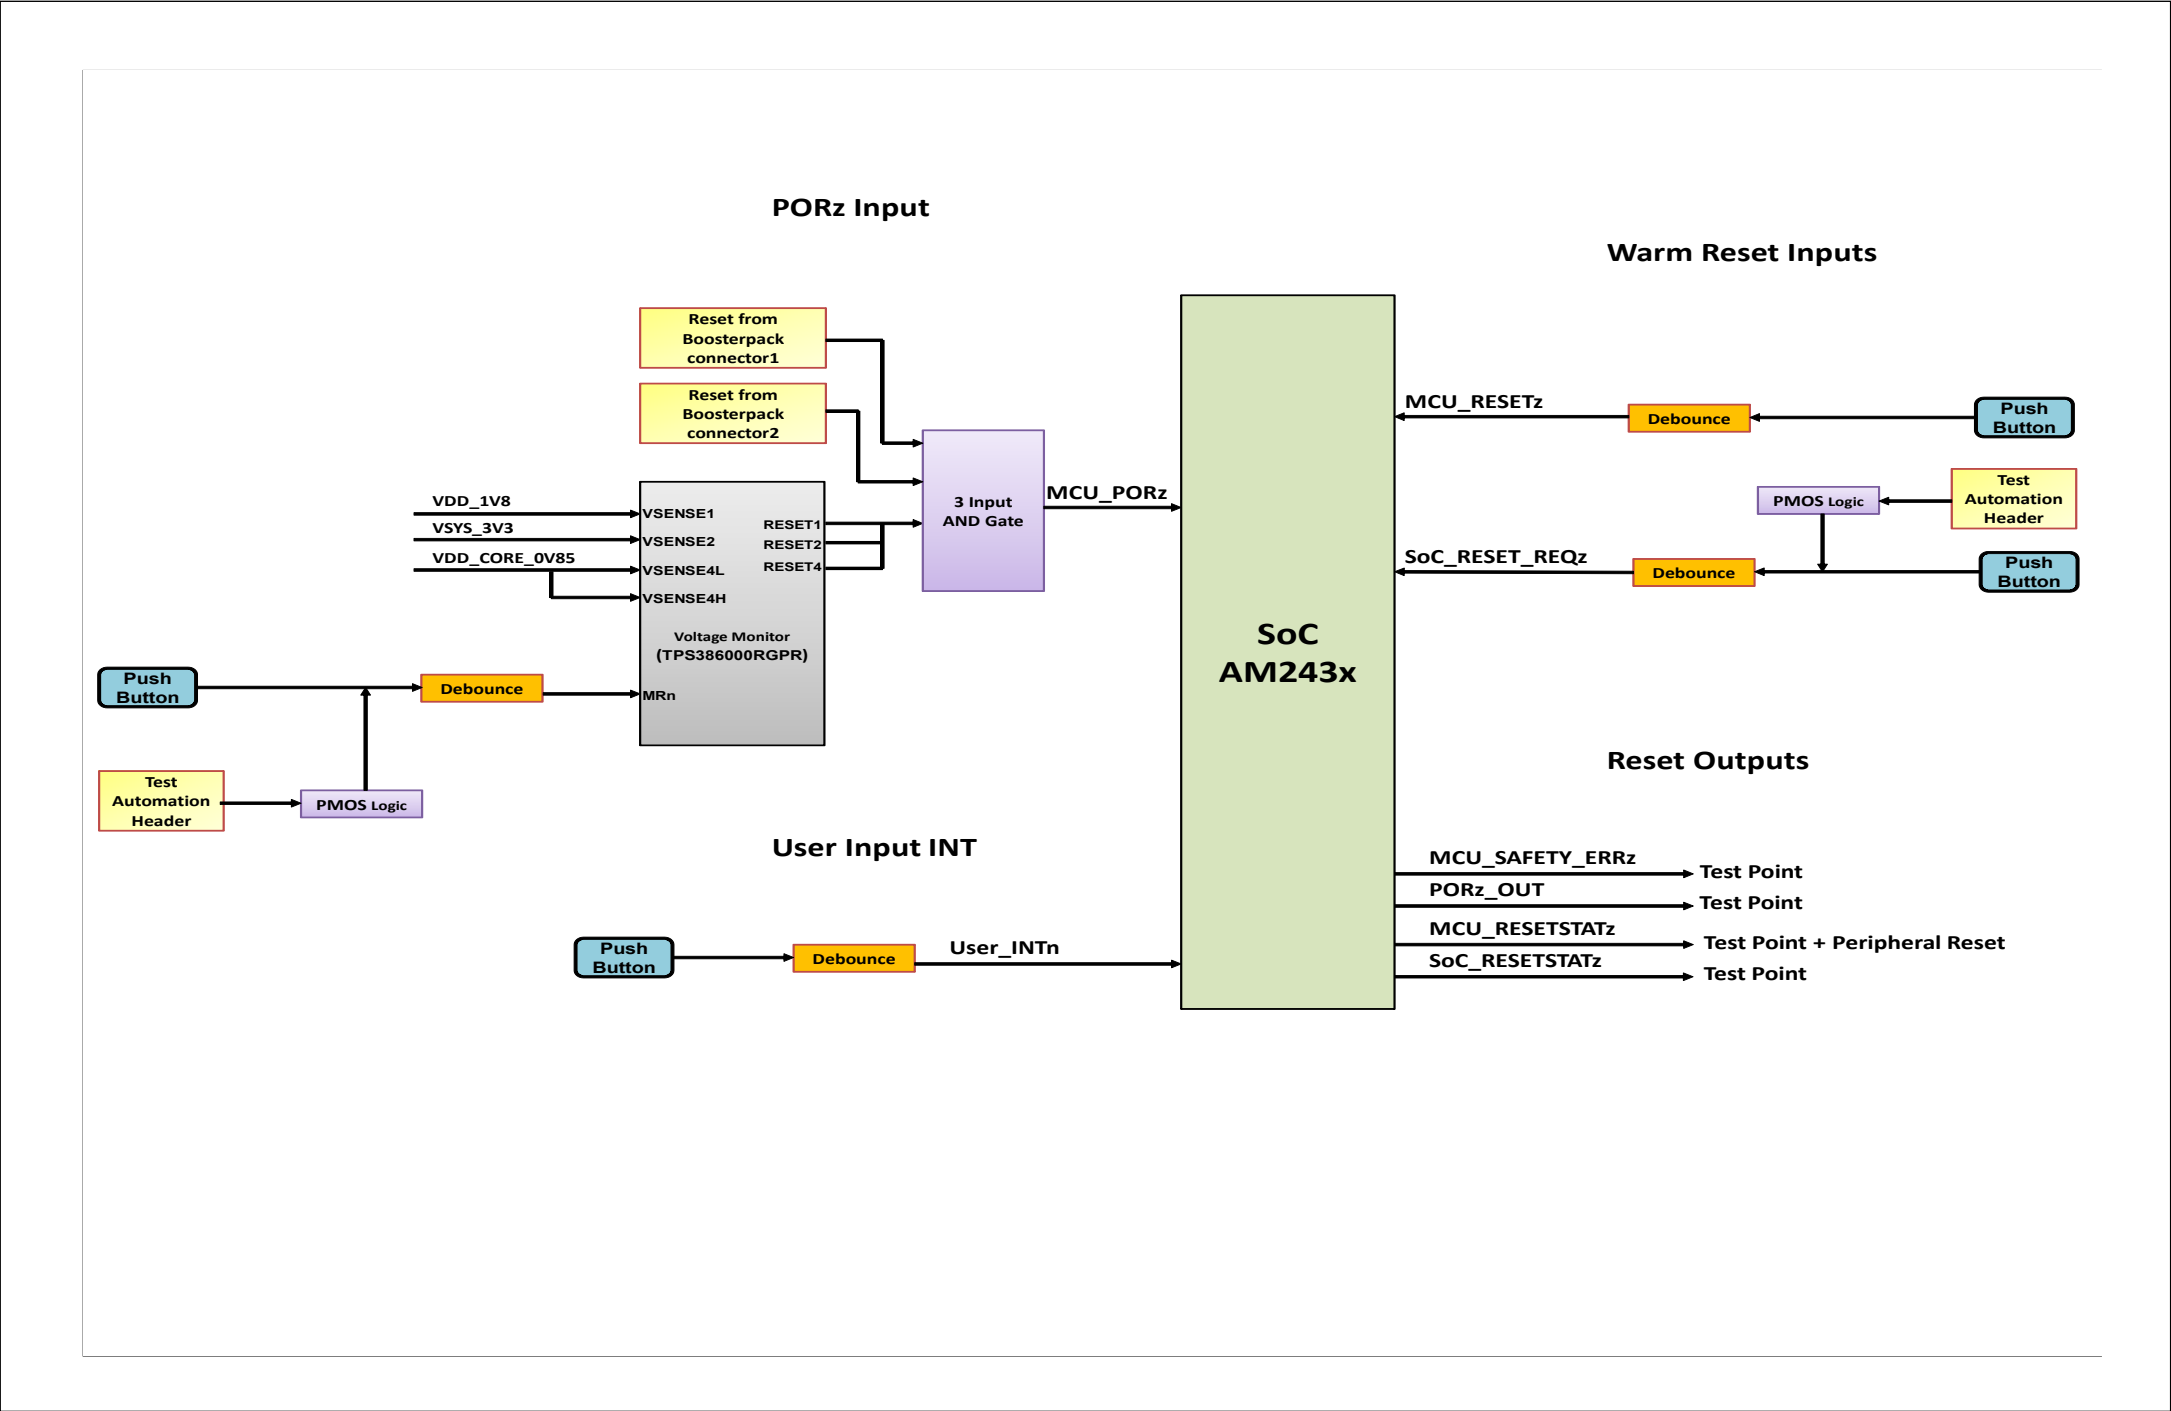 PORz Input
Warm Reset Inputs
Reset from
Boosterpack
connector1
Reset from
Boosterpack
connector2
VDD_1V8
VSYS_3V3
VDD_CORE_0V85
VSENSE1
VSENSE2
VSENSE4L
VSENSE4H
RESET1
RESET2
RESET4
Voltage Monitor
(TPS386000RGPR)
MRn
3 Input
AND Gate
MCU_PORz
Push
Button
Debounce
Test
Automation
Header
PMOS Logic
User Input INT
Push
Button
Debounce
User_INTn
SoC
AM243x
MCU_RESETz
Debounce
Push
Button
PMOS Logic
Test
Automation
Header
SoC_RESET_REQz
Debounce
Push
Button
Reset Outputs
MCU_SAFETY_ERRz
Test Point
PORz_OUT
Test Point
MCU_RESETSTATz
Test Point + Peripheral Reset
SoC_RESETSTATz
Test Point